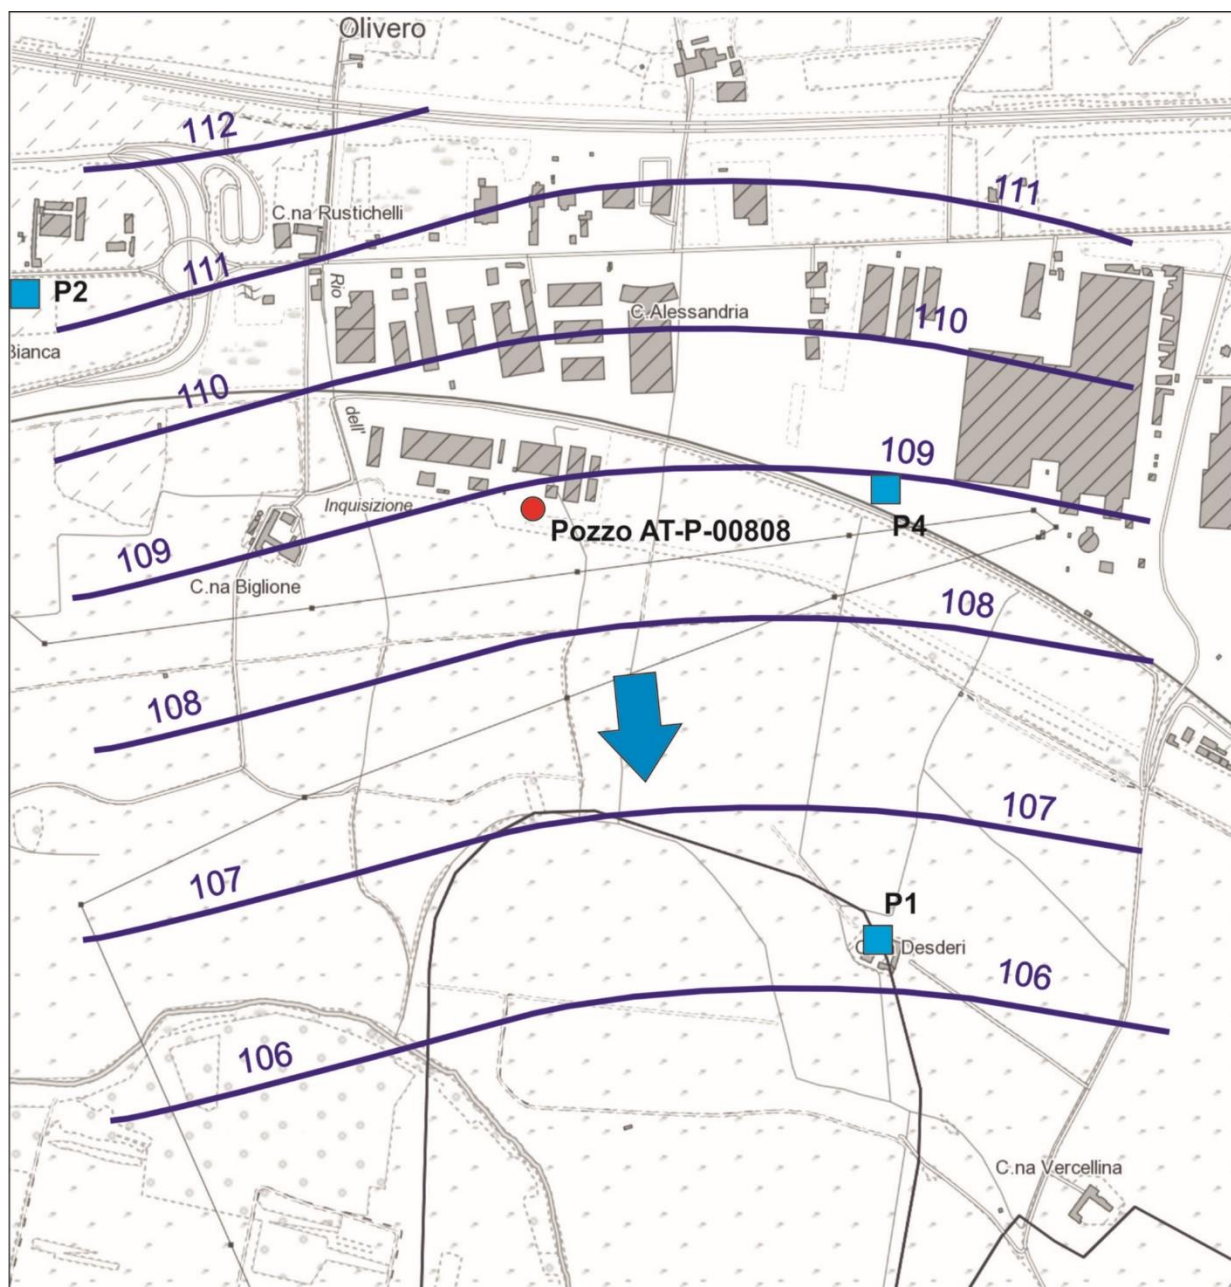 Olivero
112
C.na Rustichelli
111
111
P2
Rio
C.Alessandria
110
Bianca
110
dell'
109
Inquisizione
Pozzo AT-P-00808
P4
109
C.na Biglione
108
108
107
107
P1
Desderi
106
106
C.na Vercellina